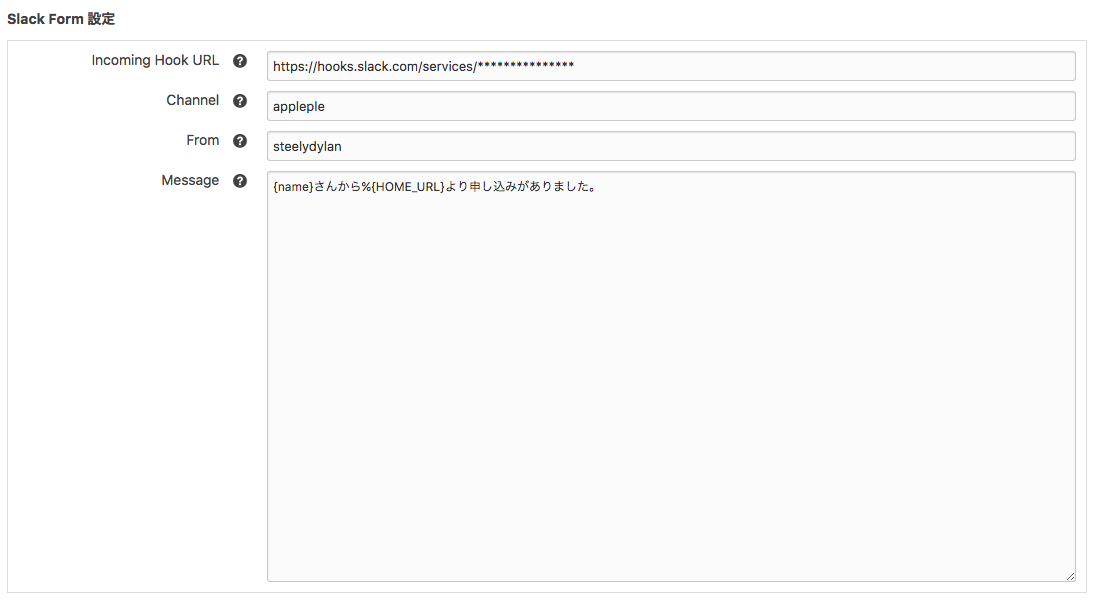 Slack Form 設定
Incoming Hook URL ? https://hooks.slack.com/services/***************
Channel ? appleple
From ? steelydylan
Message ? {name}さんから%{HOME_URL}より申し込みがありました。